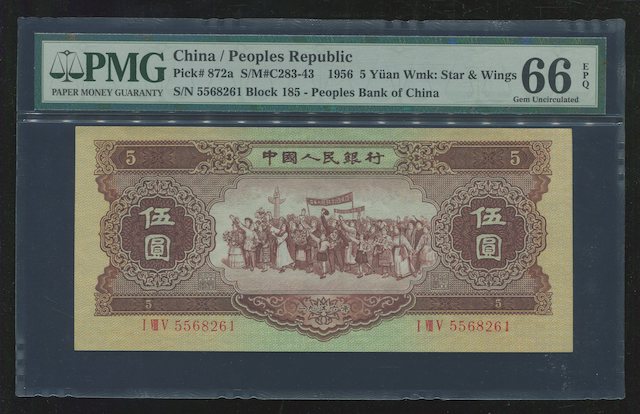 PMG
PAPER MONEY GUARANTY
China / Peoples Republic
Pick# 872a S/M#C283-43 1956 5 Yüan Wmk: Star & Wings
S/N 5568261 Block 185 - Peoples Bank of China
66 EPQ
Gem Uncirculated
5 中國人民銀行 5
伍圓 伍圓
5 5
I VIII V 5568261 I VIII V 5568261